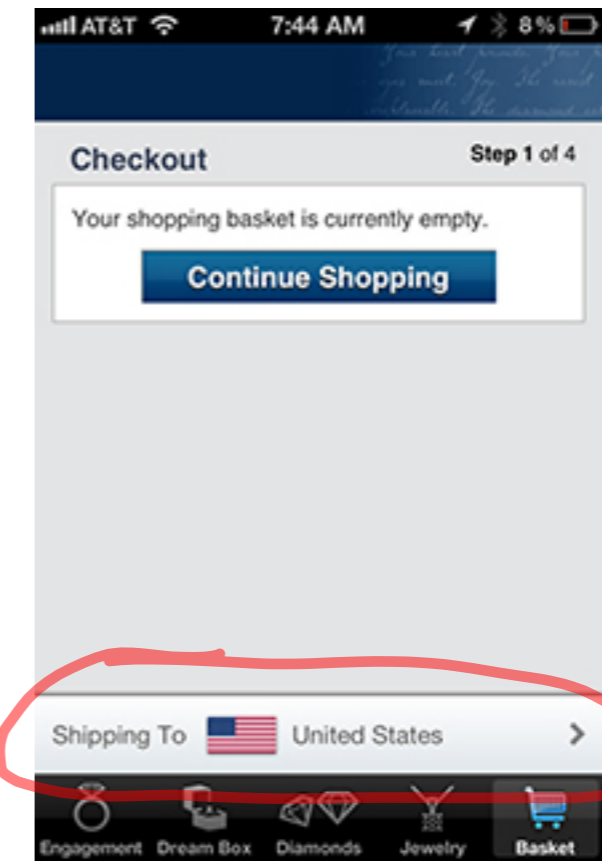 AT&T 7:44 AM 8%
Checkout Step 1 of 4
Your shopping basket is currently empty.
Continue Shopping
Shipping To United States
Engagement Dream Box Diamonds Jewelry Basket